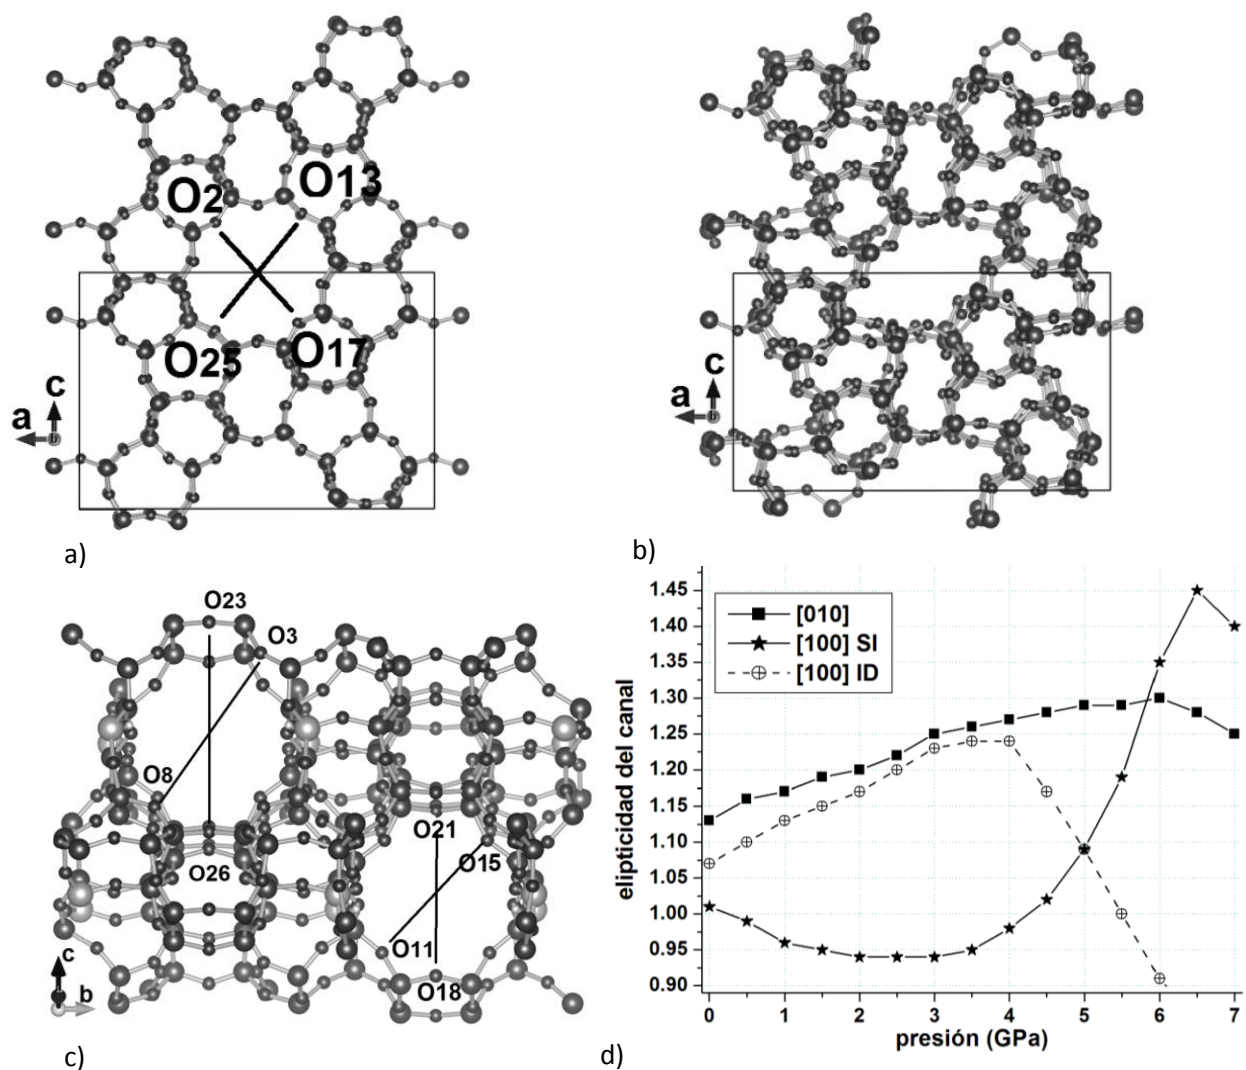 O2 O13
O25 O17
c
a
b
a)
c
a
b
b)
O23
O3
O8
O26
O21
O15
O11
O18
c
b
c)
1.45
1.40
1.35
1.30
1.25
1.20
1.15
1.10
1.05
1.00
0.95
0.90
elipticidad del canal
[010]
[100] SI
[100] ID
0 1 2 3 4 5 6 7
presión (GPa)
d)